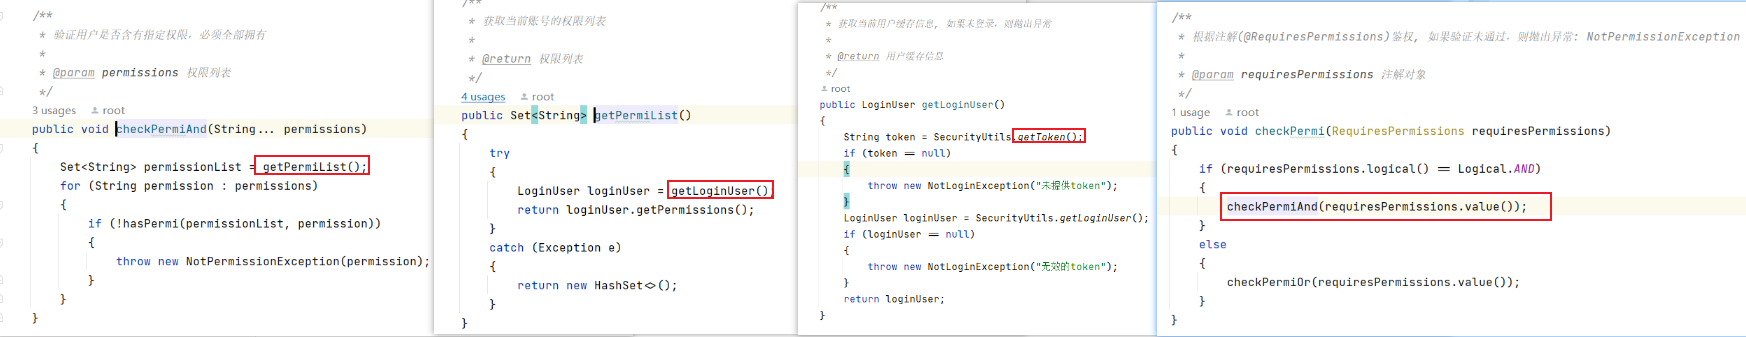 /**
 * 验证用户是否含有指定权限，必须全部拥有
 *
 * @param permissions 权限列表
 */
3 usages root
public void checkPermiAnd(String... permissions)
{
    Set<String> permissionList = getPermiList();
    for (String permission : permissions)
    {
        if (!hasPermi(permissionList, permission))
        {
            throw new NotPermissionException(permission);
        }
    }
}
/**
 * 获取当前账号的权限列表
 *
 * @return 权限列表
 */
4 usages root
public Set<String> getPermiList()
{
    try
    {
        LoginUser loginUser = getLoginUser();
        return loginUser.getPermissions();
    }
    catch (Exception e)
    {
        return new HashSet<>();
    }
}
/**
 * 获取当前用户缓存信息, 如果未登录，则抛出异常
 *
 * @return 用户缓存信息
 */
root
public LoginUser getLoginUser()
{
    String token = SecurityUtils.getToken();
    if (token == null)
    {
        throw new NotLoginException("未提供token");
    }
    LoginUser loginUser = SecurityUtils.getLoginUser();
    if (loginUser == null)
    {
        throw new NotLoginException("无效的token");
    }
    return loginUser;
}
/**
 * 根据注解(@RequiresPermissions)鉴权, 如果验证未通过，则抛出异常: NotPermissionException
 *
 * @param requiresPermissions 注解对象
 */
1 usage root
public void checkPermi(RequiresPermissions requiresPermissions)
{
    if (requiresPermissions.logical() == Logical.AND)
    {
        checkPermiAnd(requiresPermissions.value());
    }
    else
    {
        checkPermiOr(requiresPermissions.value());
    }
}